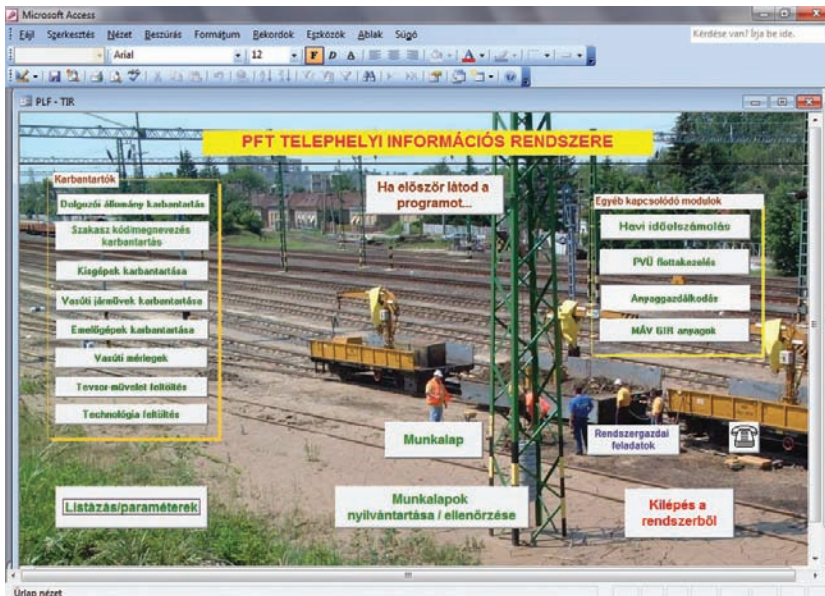 Microsoft Access
Fájl Szerkesztés Nézet Beszúrás Formátum Rekordok Eszközök Ablak Súgó
Kérdése van? Írja be ide.
Arial 12 F D A
PLF - TIR
PFT TELEPHELYI INFORMÁCIÓS RENDSZERE
Karbantartók
Dolgozói állomány karbantartás
Szakasz kód/megnevezés
karbantartás
Kisgépek karbantartása
Vasúti járművek karbantartása
Emelőgépek karbantartása
Vasúti mérlegek
Tevsor-művelet feltöltés
Technológia feltöltés
Ha először látod a
programot...
Egyéb kapcsolódó modulok
Havi időelszámolás
PVÜ flottakezelés
Anyaggazdálkodás
MÁV GIR anyagok
Munkalap
Rendszergazdai
feladatok
Listázás/paraméterek
Munkalapok
nyilvántartása / ellenőrzése
Kilépés a
rendszerből
Űrlap nézet